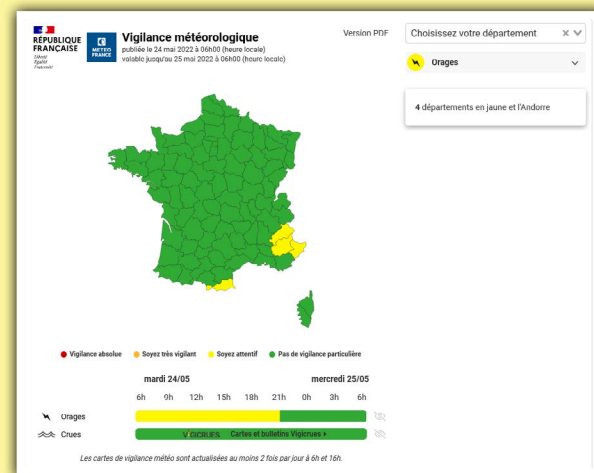 RÉPUBLIQUE
FRANÇAISE
Liberté
Égalité
Fraternité
METEO
FRANCE
Vigilance météorologique
publiée le 24 mai 2022 à 06h00 (heure locale)
valable jusqu'au 25 mai 2022 à 06h00 (heure locale)
Version PDF
Choisissez votre département
Orages
4 départements en jaune et l'Andorre
Vigilance absolue Soyez très vigilant Soyez attentif Pas de vigilance particulière
mardi 24/05 mercredi 25/05
6h 9h 12h 15h 18h 21h 0h 3h 6h
Orages
Crues
VIGICRUES Cartes et bulletins Vigicrues
Les cartes de vigilance météo sont actualisées au moins 2 fois par jour à 6h et 16h.